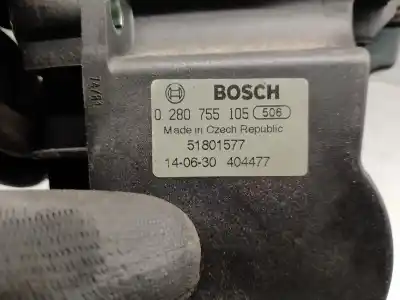 BOSCH
0 280 755 105 506
Made in Czech Republic
51801577
14-06-30 404477